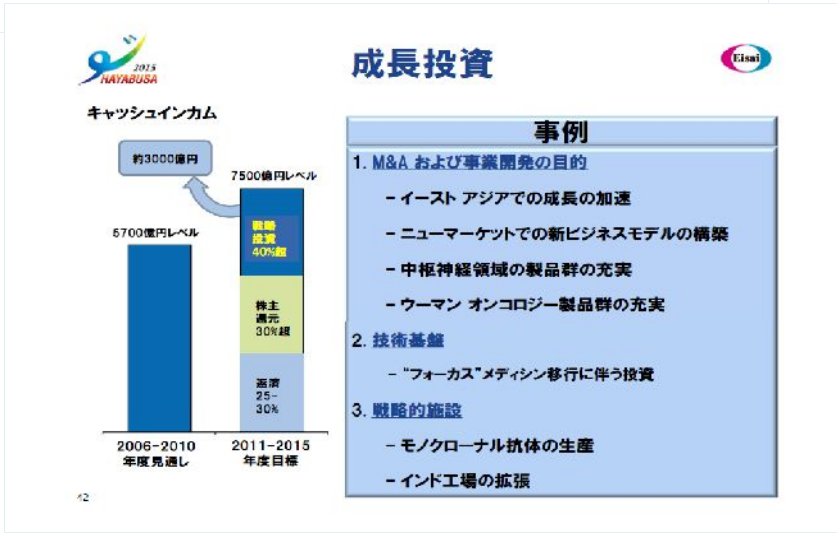 2015
HAYABUSA
成長投資
Eisai
キャッシュインカム
約3000億円
7500億円レベル
5700億円レベル
戦略
投資
40%超
株主
還元
30%超
返済
25-
30%
2006-2010
年度見通し
2011-2015
年度目標
事例
1. M&A および事業開発の目的
- イースト アジアでの成長の加速
- ニューマーケットでの新ビジネスモデルの構築
- 中枢神経領域の製品群の充実
- ウーマン オンコロジー製品群の充実
2. 技術基盤
- “フォーカス”メディシン移行に伴う投資
3. 戦略的施設
- モノクローナル抗体の生産
- インド工場の拡張
42